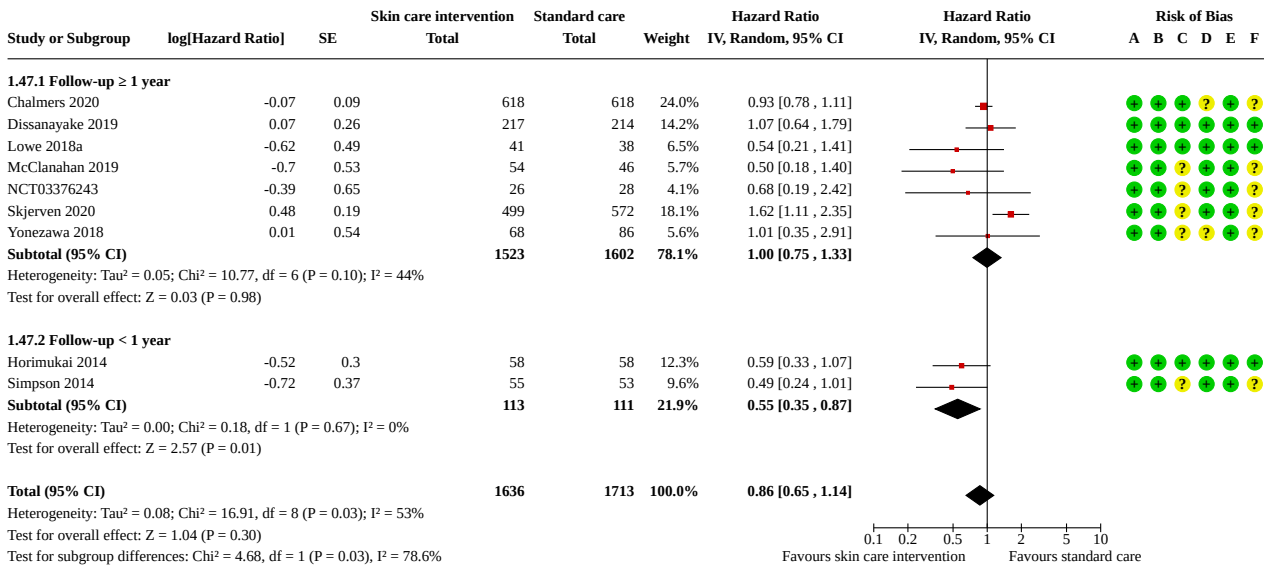 Skin care intervention Standard care Hazard Ratio Hazard Ratio Risk of Bias
Study or Subgroup log[Hazard Ratio] SE Total Total Weight IV, Random, 95% CI IV, Random, 95% CI A B C D E F
1.47.1 Follow-up ≥ 1 year
Chalmers 2020 -0.07 0.09 618 618 24.0% 0.93 [0.78 , 1.11] + + + ? + ?
Dissanayake 2019 0.07 0.26 217 214 14.2% 1.07 [0.64 , 1.79] + + + + + +
Lowe 2018a -0.62 0.49 41 38 6.5% 0.54 [0.21 , 1.41] + + + + + +
McClanahan 2019 -0.7 0.53 54 46 5.7% 0.50 [0.18 , 1.40] + + ? + + ?
NCT03376243 -0.39 0.65 26 28 4.1% 0.68 [0.19 , 2.42] + + ? + + ?
Skjerven 2020 0.48 0.19 499 572 18.1% 1.62 [1.11 , 2.35] + + ? + + ?
Yonezawa 2018 0.01 0.54 68 86 5.6% 1.01 [0.35 , 2.91] + + ? ? + ?
Subtotal (95% CI) 1523 1602 78.1% 1.00 [0.75 , 1.33]
Heterogeneity: Tau² = 0.05; Chi² = 10.77, df = 6 (P = 0.10); I² = 44%
Test for overall effect: Z = 0.03 (P = 0.98)
1.47.2 Follow-up < 1 year
Horimukai 2014 -0.52 0.3 58 58 12.3% 0.59 [0.33 , 1.07] + + + + + +
Simpson 2014 -0.72 0.37 55 53 9.6% 0.49 [0.24 , 1.01] + + ? + + ?
Subtotal (95% CI) 113 111 21.9% 0.55 [0.35 , 0.87]
Heterogeneity: Tau² = 0.00; Chi² = 0.18, df = 1 (P = 0.67); I² = 0%
Test for overall effect: Z = 2.57 (P = 0.01)
Total (95% CI) 1636 1713 100.0% 0.86 [0.65 , 1.14]
Heterogeneity: Tau² = 0.08; Chi² = 16.91, df = 8 (P = 0.03); I² = 53%
Test for overall effect: Z = 1.04 (P = 0.30)
0.1 0.2 0.5 1 2 5 10
Test for subgroup differences: Chi² = 4.68, df = 1 (P = 0.03), I² = 78.6% Favours skin care intervention Favours standard care